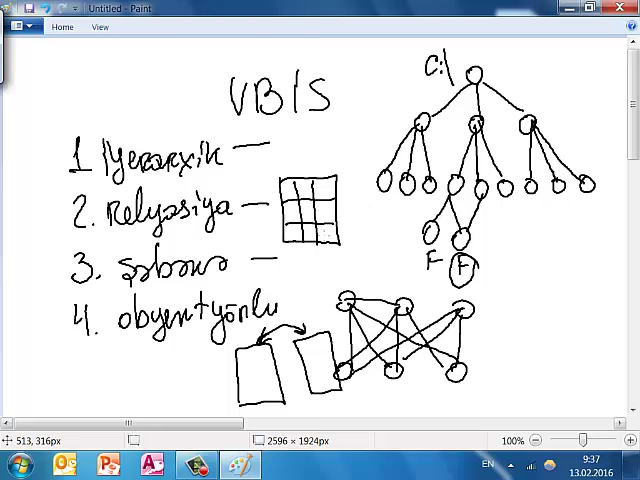 Untitled - Paint
Home View
C:\
VBIS
1 İyerarxik —
2. Relyasiya —
3. Şəbəkə —
4. obyektyönlü
F
F
513, 316px
2596 × 1924px
100%
EN
9:37
13.02.2016